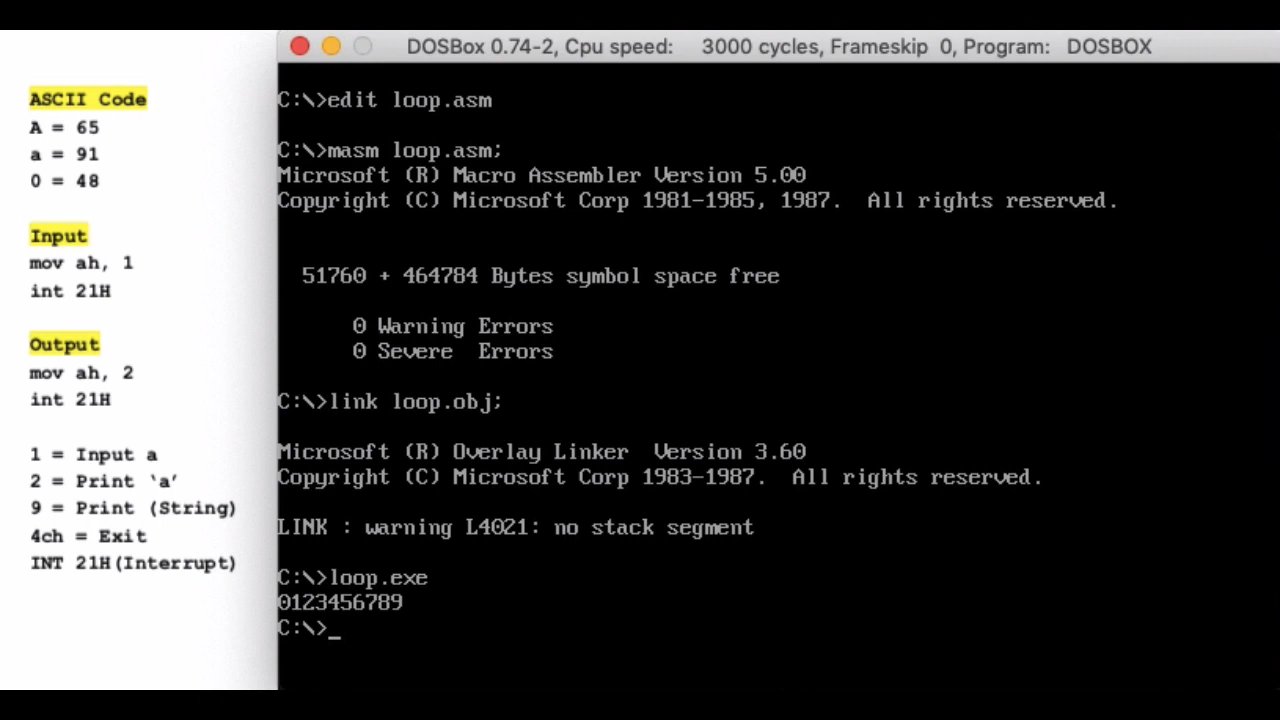 ASCII Code
A = 65
a = 91
0 = 48
Input
mov ah, 1
int 21H
Output
mov ah, 2
int 21H
1 = Input a
2 = Print ‘a’
9 = Print (String)
4ch = Exit
INT 21H(Interrupt)
DOSBox 0.74-2, Cpu speed: 3000 cycles, Frameskip 0, Program: DOSBOX
C:\>edit loop.asm
C:\>masm loop.asm;
Microsoft (R) Macro Assembler Version 5.00
Copyright (C) Microsoft Corp 1981-1985, 1987. All rights reserved.
51760 + 464784 Bytes symbol space free
0 Warning Errors
0 Severe Errors
C:\>link loop.obj;
Microsoft (R) Overlay Linker Version 3.60
Copyright (C) Microsoft Corp 1983-1987. All rights reserved.
LINK : warning L4021: no stack segment
C:\>loop.exe
0123456789
C:\>_